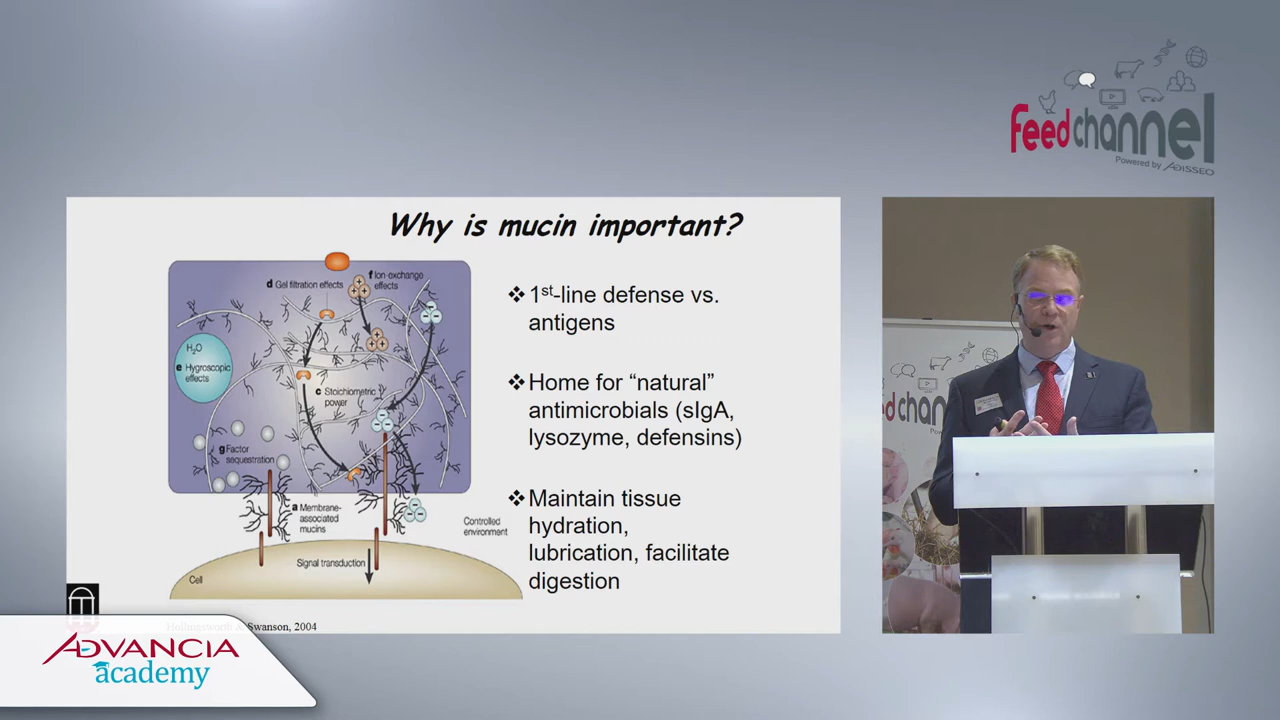 feedchannel
Powered by ADISSEO
Why is mucin important?
d Gel filtration effects
f Ion-exchange
effects
H₂O
e Hygroscopic
effects
c Stoichiometric
power
g Factor
sequestration
a Membrane-
associated
mucins
Controlled
environment
Signal transduction
Cell
❖ 1st-line defense vs.
antigens
❖ Home for “natural”
antimicrobials (sIgA,
lysozyme, defensins)
❖ Maintain tissue
hydration,
lubrication, facilitate
digestion
Swanson, 2004
ADVANCIA
academy